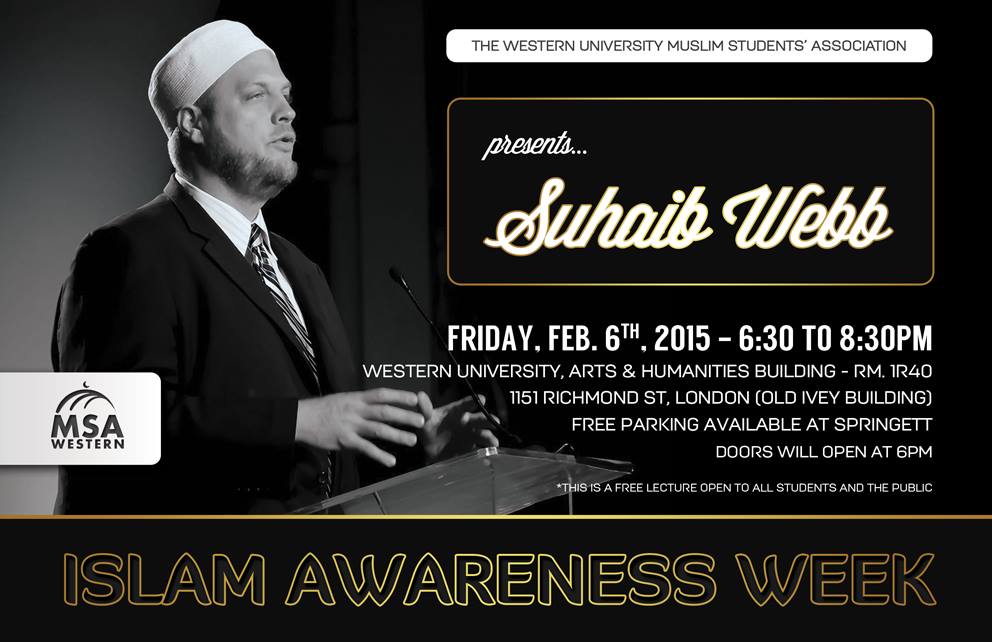 THE WESTERN UNIVERSITY MUSLIM STUDENTS' ASSOCIATION
presents...
Suhaib Webb
FRIDAY, FEB. 6TH, 2015 – 6:30 TO 8:30PM
WESTERN UNIVERSITY, ARTS & HUMANITIES BUILDING - RM. 1R40
1151 RICHMOND ST, LONDON (OLD IVEY BUILDING)
FREE PARKING AVAILABLE AT SPRINGETT
DOORS WILL OPEN AT 6PM
*THIS IS A FREE LECTURE OPEN TO ALL STUDENTS AND THE PUBLIC
MSA
WESTERN
ISLAM AWARENESS WEEK